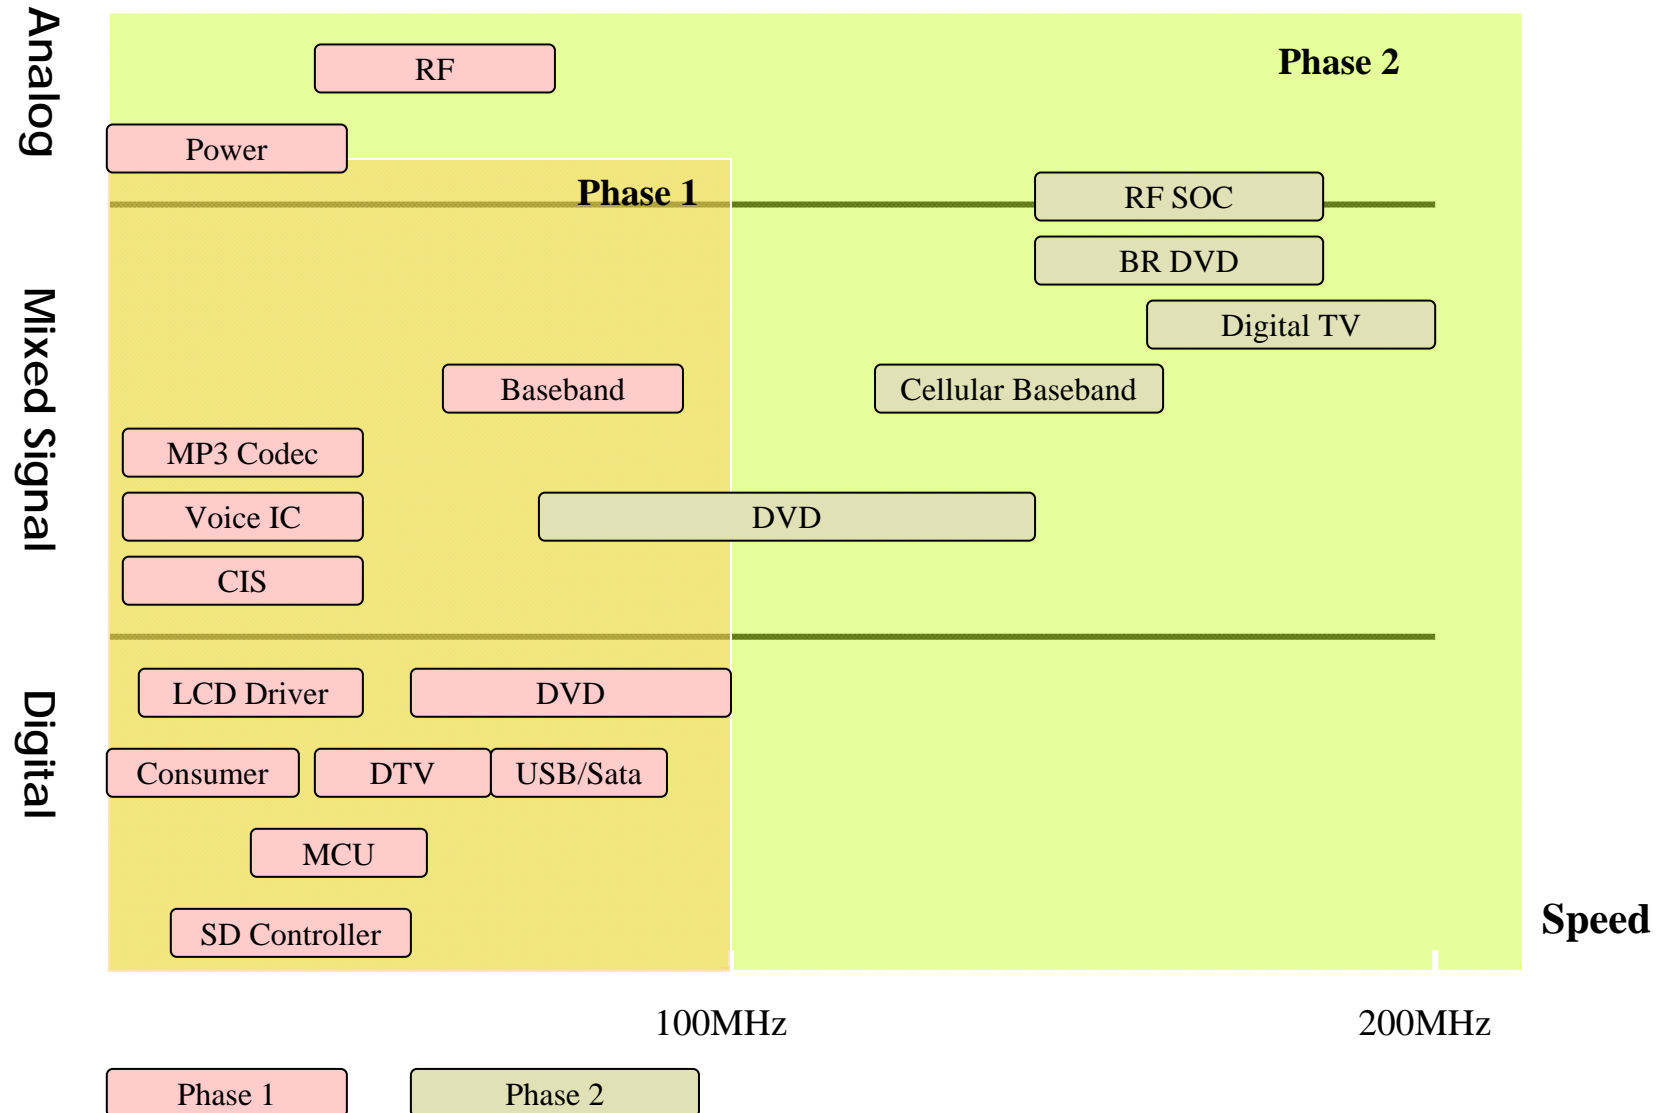 Analog
RF
Phase 2
Power
Phase 1
RF SOC
BR DVD
Mixed Signal
Digital TV
Baseband
Cellular Baseband
MP3 Codec
Voice IC
DVD
CIS
Digital
LCD Driver
DVD
Consumer
DTV
USB/Sata
MCU
SD Controller
Speed
100MHz
200MHz
Phase 1
Phase 2